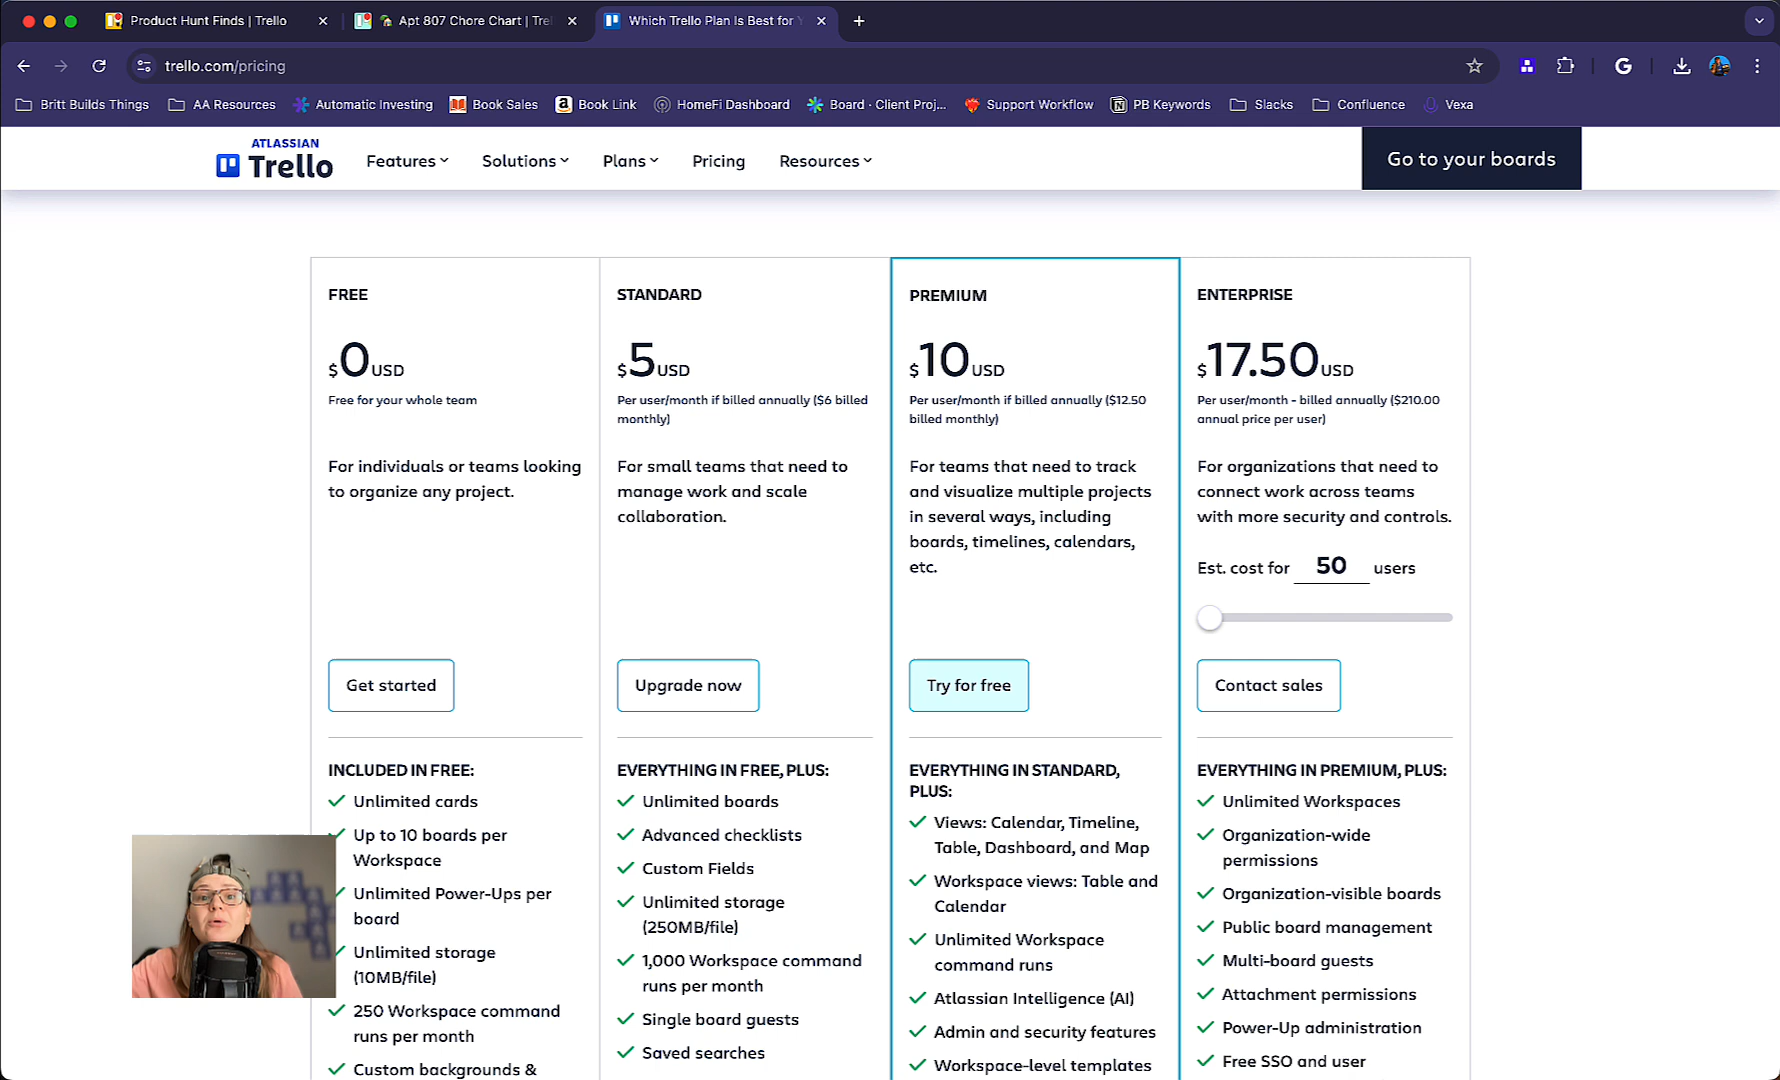 Product Hunt Finds | Trello
Apt 807 Chore Chart | Trel
Which Trello Plan Is Best for Y
trello.com/pricing
Britt Builds Things
AA Resources
Automatic Investing
Book Sales
Book Link
HomeFi Dashboard
Board · Client Proj...
Support Workflow
PB Keywords
Slacks
Confluence
Vexa
ATLASSIAN
Trello
Features
Solutions
Plans
Pricing
Resources
Go to your boards
FREE
$0USD
Free for your whole team
For individuals or teams looking
to organize any project.
Get started
INCLUDED IN FREE:
Unlimited cards
Up to 10 boards per
Workspace
Unlimited Power-Ups per
board
Unlimited storage
(10MB/file)
250 Workspace command
runs per month
Custom backgrounds &
STANDARD
$5USD
Per user/month if billed annually ($6 billed
monthly)
For small teams that need to
manage work and scale
collaboration.
Upgrade now
EVERYTHING IN FREE, PLUS:
Unlimited boards
Advanced checklists
Custom Fields
Unlimited storage
(250MB/file)
1,000 Workspace command
runs per month
Single board guests
Saved searches
PREMIUM
$10USD
Per user/month if billed annually ($12.50
billed monthly)
For teams that need to track
and visualize multiple projects
in several ways, including
boards, timelines, calendars,
etc.
Try for free
EVERYTHING IN STANDARD,
PLUS:
Views: Calendar, Timeline,
Table, Dashboard, and Map
Workspace views: Table and
Calendar
Unlimited Workspace
command runs
Atlassian Intelligence (AI)
Admin and security features
Workspace-level templates
ENTERPRISE
$17.50USD
Per user/month - billed annually ($210.00
annual price per user)
For organizations that need to
connect work across teams
with more security and controls.
Est. cost for 50 users
Contact sales
EVERYTHING IN PREMIUM, PLUS:
Unlimited Workspaces
Organization-wide
permissions
Organization-visible boards
Public board management
Multi-board guests
Attachment permissions
Power-Up administration
Free SSO and user